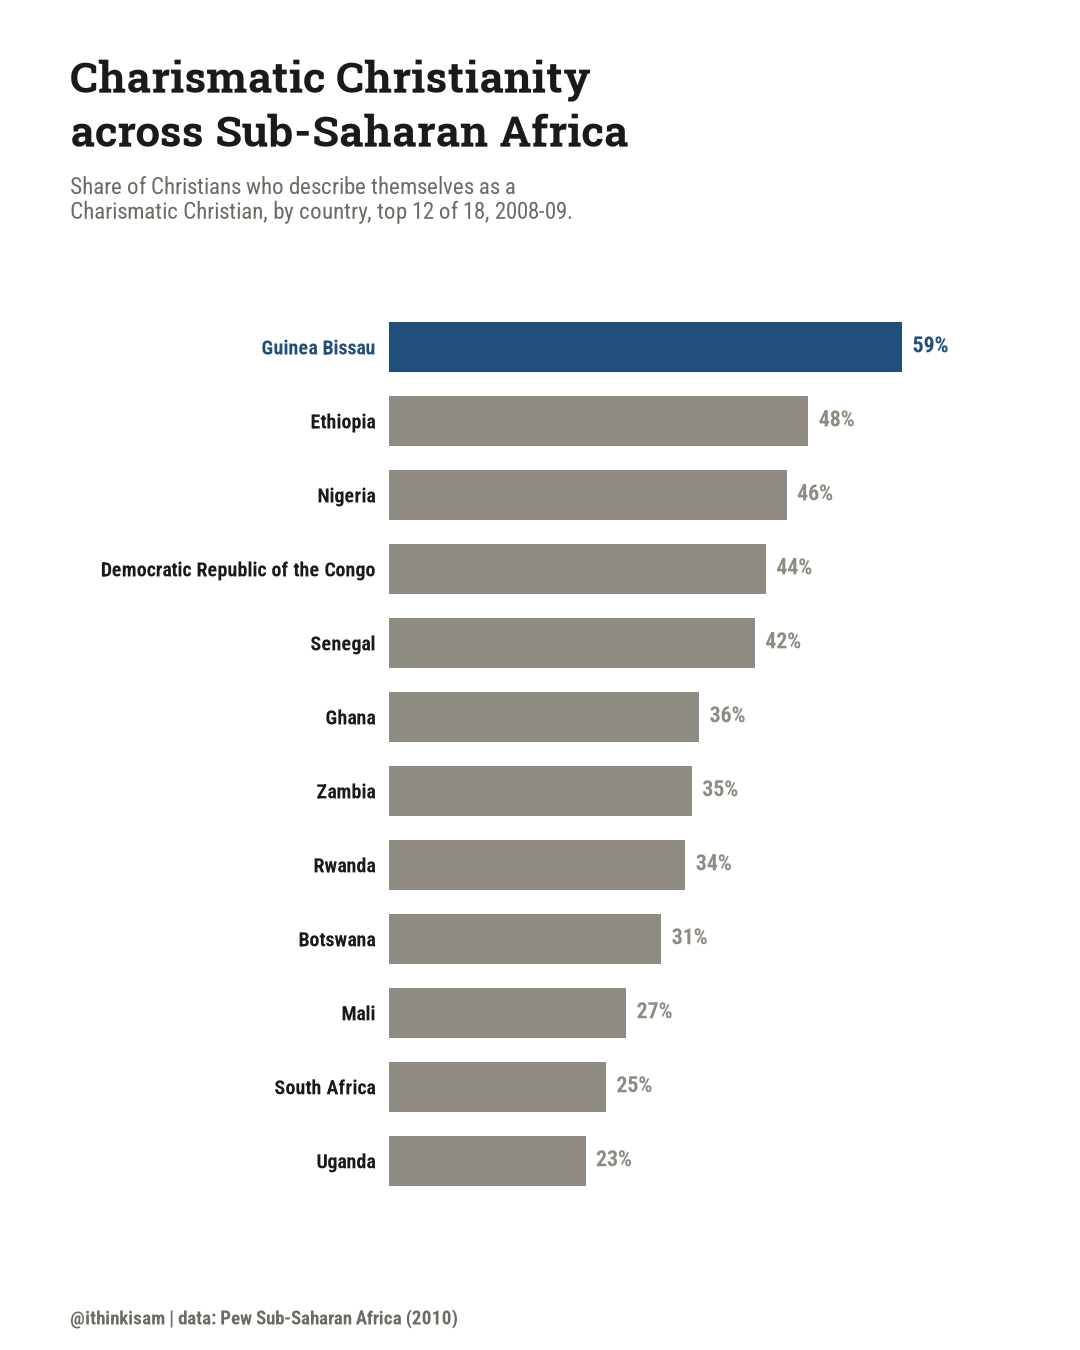 Charismatic Christianity
across Sub-Saharan Africa
Share of Christians who describe themselves as a
Charismatic Christian, by country, top 12 of 18, 2008-09.
Guinea Bissau 59%
Ethiopia 48%
Nigeria 46%
Democratic Republic of the Congo 44%
Senegal 42%
Ghana 36%
Zambia 35%
Rwanda 34%
Botswana 31%
Mali 27%
South Africa 25%
Uganda 23%
@ithinkisam | data: Pew Sub-Saharan Africa (2010)